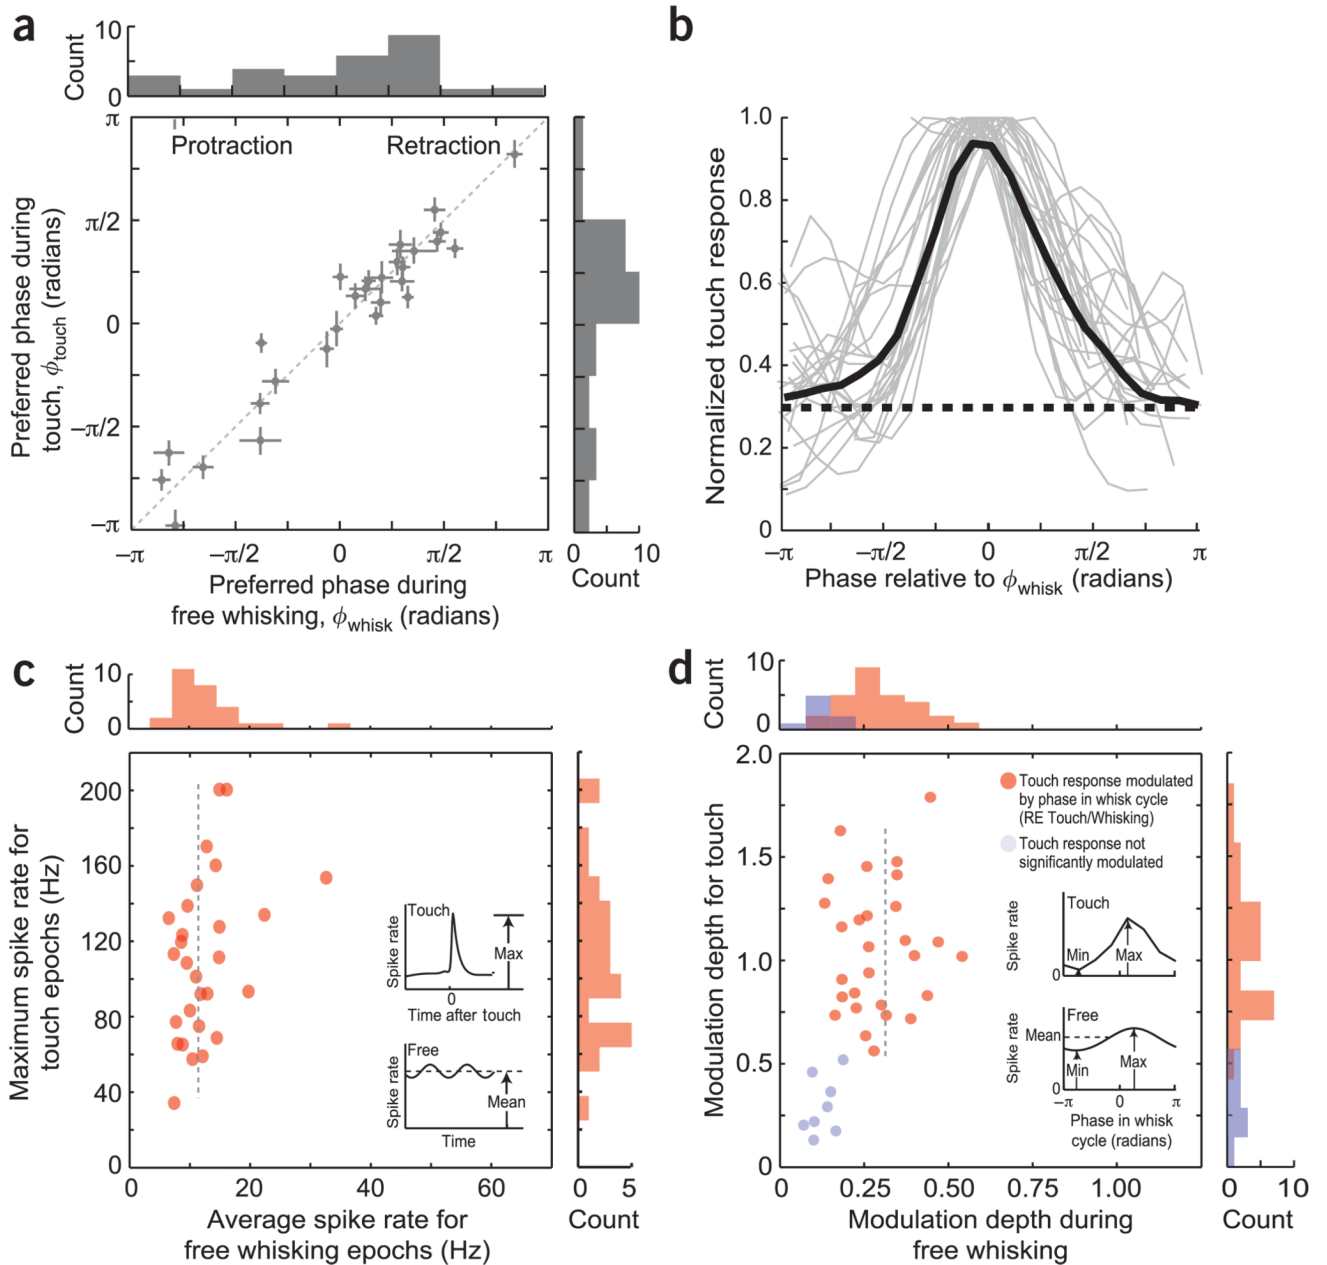 a
10
Count
0
π
Protraction
Retraction
π/2
0
–π/2
–π
Preferred phase during
touch, ϕtouch (radians)
–π
–π/2
0
π/2
π
Preferred phase during
free whisking, ϕwhisk (radians)
0
10
Count
b
1.0
0.8
0.6
0.4
0.2
0
Normalized touch response
–π
–π/2
0
π/2
π
Phase relative to ϕwhisk (radians)
c
10
Count
0
200
160
120
80
40
0
Maximum spike rate for
touch epochs (Hz)
Touch
Spike rate
Max
0
Time after touch
Free
Spike rate
Mean
Time
0
20
40
60
Average spike rate for
free whisking epochs (Hz)
0
5
Count
d
10
Count
0
2.0
1.5
1.0
0.5
0
Modulation depth for touch
Touch response modulated
by phase in whisk cycle
(RE Touch/Whisking)
Touch response not
significantly modulated
Touch
Spike rate
Min
Max
0
Free
Spike rate
Mean
Min
Max
0
–π
0
π
Phase in whisk
cycle (radians)
0
0.25
0.50
0.75
1.00
Modulation depth during
free whisking
0
10
Count